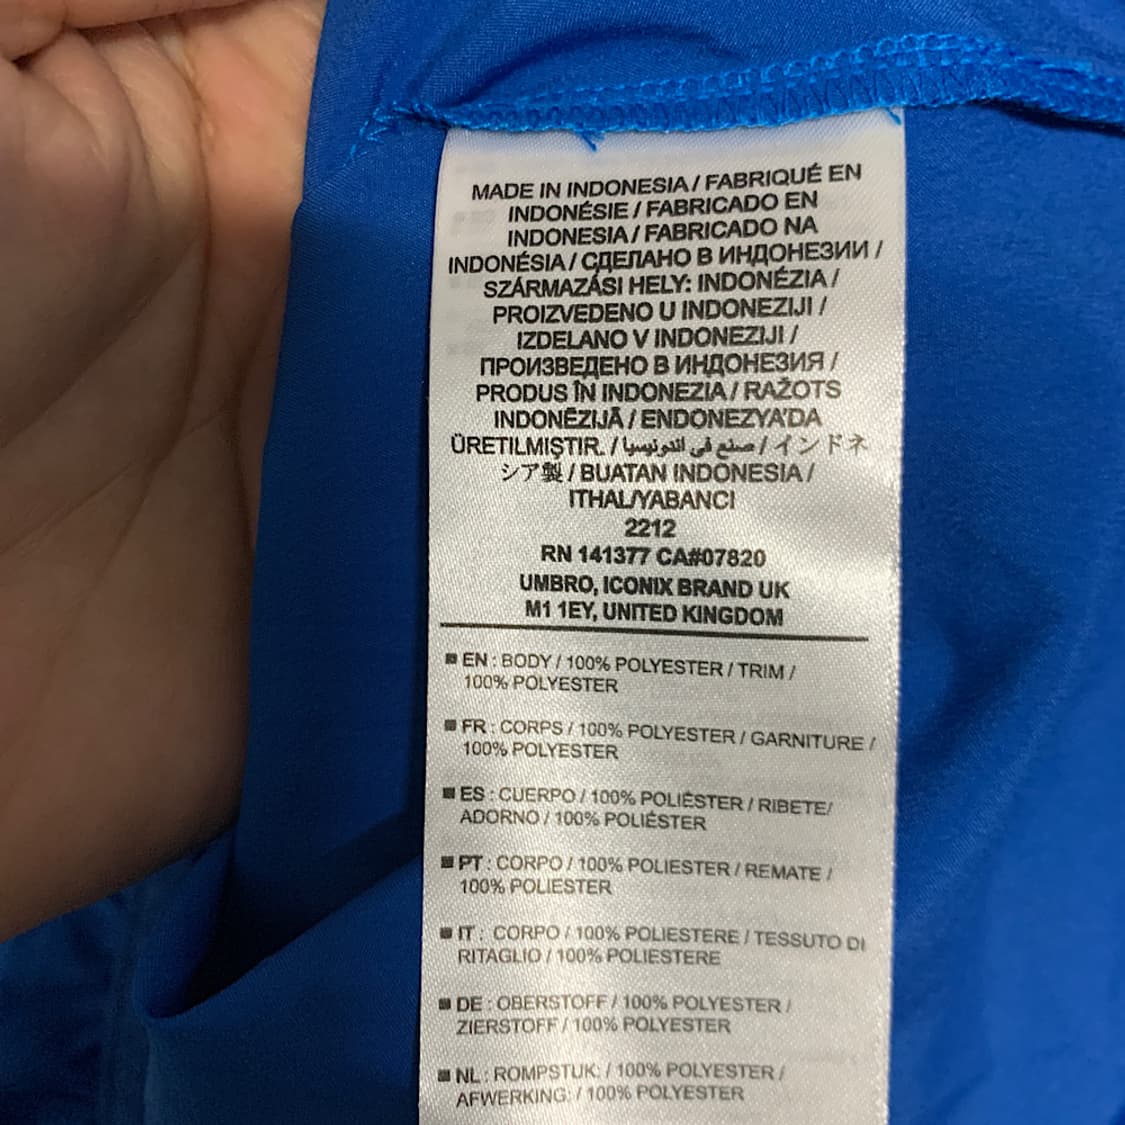 MADE IN INDONESIA / FABRIQUÉ EN
INDONÉSIE / FABRICADO EN
INDONESIA / FABRICADO NA
INDONÉSIA / СДЕЛАНО В ИНДОНЕЗИИ /
SZÁRMAZÁSI HELY: INDONÉZIA /
PROIZVEDENO U INDONEZIJI /
IZDELANO V INDONEZIJI /
ПРОИЗВЕДЕНО В ИНДОНЕЗИЯ /
PRODUS ÎN INDONEZIA / RAŽOTS
INDONĒZIJĀ / ENDONEZYA'DA
ÜRETILMIŞTIR. / صنع في اندونيسيا / インドネ
シア製 / BUATAN INDONESIA /
ITHAL/YABANCI
2212
RN 141377 CA#07820
UMBRO, ICONIX BRAND UK
M1 1EY, UNITED KINGDOM
■ EN : BODY / 100% POLYESTER / TRIM /
100% POLYESTER
■ FR : CORPS / 100% POLYESTER / GARNITURE /
100% POLYESTER
■ ES : CUERPO / 100% POLIÉSTER / RIBETE/
ADORNO / 100% POLIÉSTER
■ PT : CORPO / 100% POLIESTER / REMATE /
100% POLIESTER
■ IT : CORPO / 100% POLIESTERE / TESSUTO DI
RITAGLIO / 100% POLIESTERE
■ DE : OBERSTOFF / 100% POLYESTER /
ZIERSTOFF / 100% POLYESTER
■ NL : ROMPSTUK: / 100% POLYESTER /
AFWERKING: / 100% POLYESTER